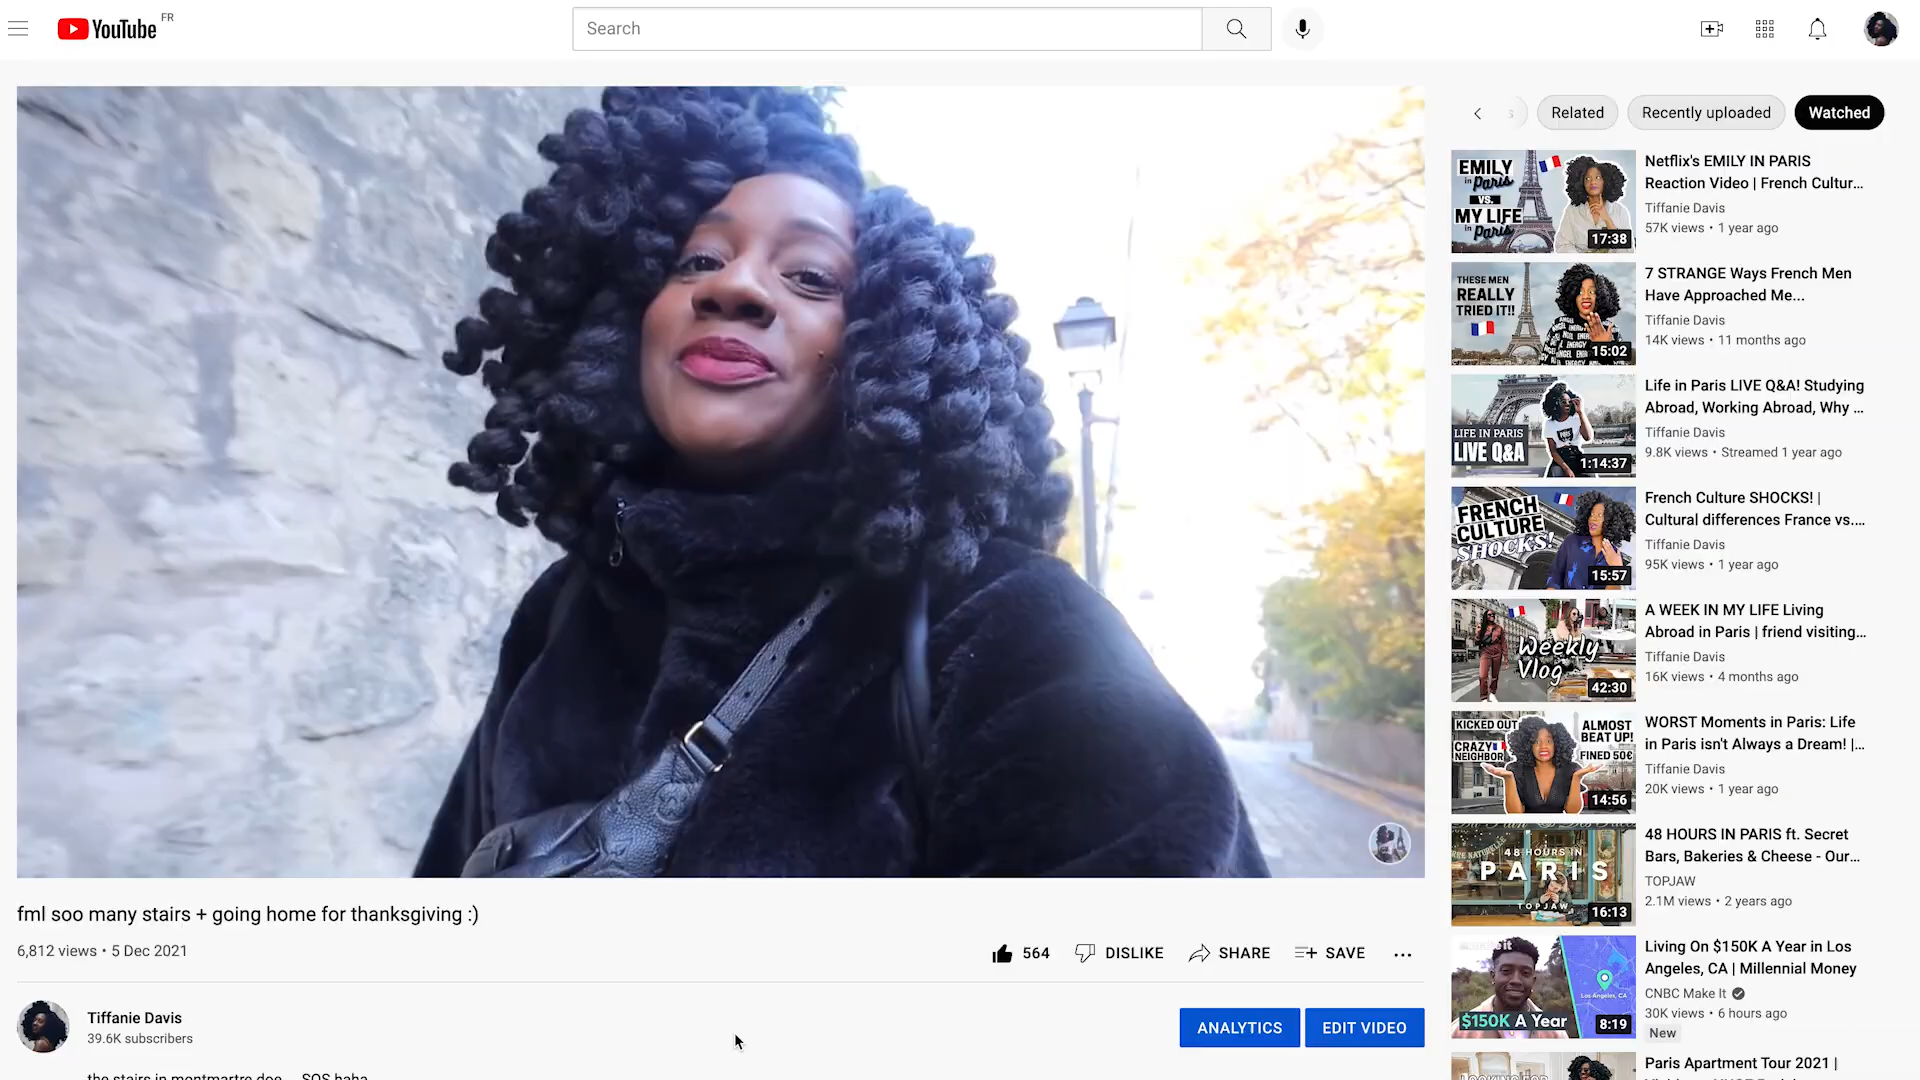 YouTube FR
Search
Related
Recently uploaded
Watched
EMILY
in Paris
VS.
MY LIFE
in Paris
17:38
Netflix's EMILY IN PARIS
Reaction Video | French Cultur...
Tiffanie Davis
57K views • 1 year ago
THESE MEN
REALLY
TRIED IT!!
15:02
7 STRANGE Ways French Men
Have Approached Me...
Tiffanie Davis
14K views • 11 months ago
LIFE IN PARIS
LIVE Q&A
1:14:37
Life in Paris LIVE Q&A! Studying
Abroad, Working Abroad, Why ...
Tiffanie Davis
9.8K views • Streamed 1 year ago
FRENCH
CULTURE
SHOCKS!
15:57
French Culture SHOCKS! |
Cultural differences France vs....
Tiffanie Davis
95K views • 1 year ago
Weekly
Vlog
42:30
A WEEK IN MY LIFE Living
Abroad in Paris | friend visiting...
Tiffanie Davis
16K views • 4 months ago
KICKED OUT
CRAZY
NEIGHBOR
ALMOST
BEAT UP!
FINED 50€
14:56
WORST Moments in Paris: Life
in Paris isn't Always a Dream! |...
Tiffanie Davis
20K views • 1 year ago
48 HOURS IN
PARIS
TOPJAW
16:13
48 HOURS IN PARIS ft. Secret
Bars, Bakeries & Cheese - Our...
TOPJAW
2.1M views • 2 years ago
Los Angeles, CA
$150K A Year
8:19
Living On $150K A Year in Los
Angeles, CA | Millennial Money
CNBC Make It
30K views • 6 hours ago
New
Paris Apartment Tour 2021 |
fml soo many stairs + going home for thanksgiving :)
6,812 views • 5 Dec 2021
564
DISLIKE
SHARE
SAVE
Tiffanie Davis
39.6K subscribers
ANALYTICS
EDIT VIDEO
the stairs in montmartre doe... SOS haha